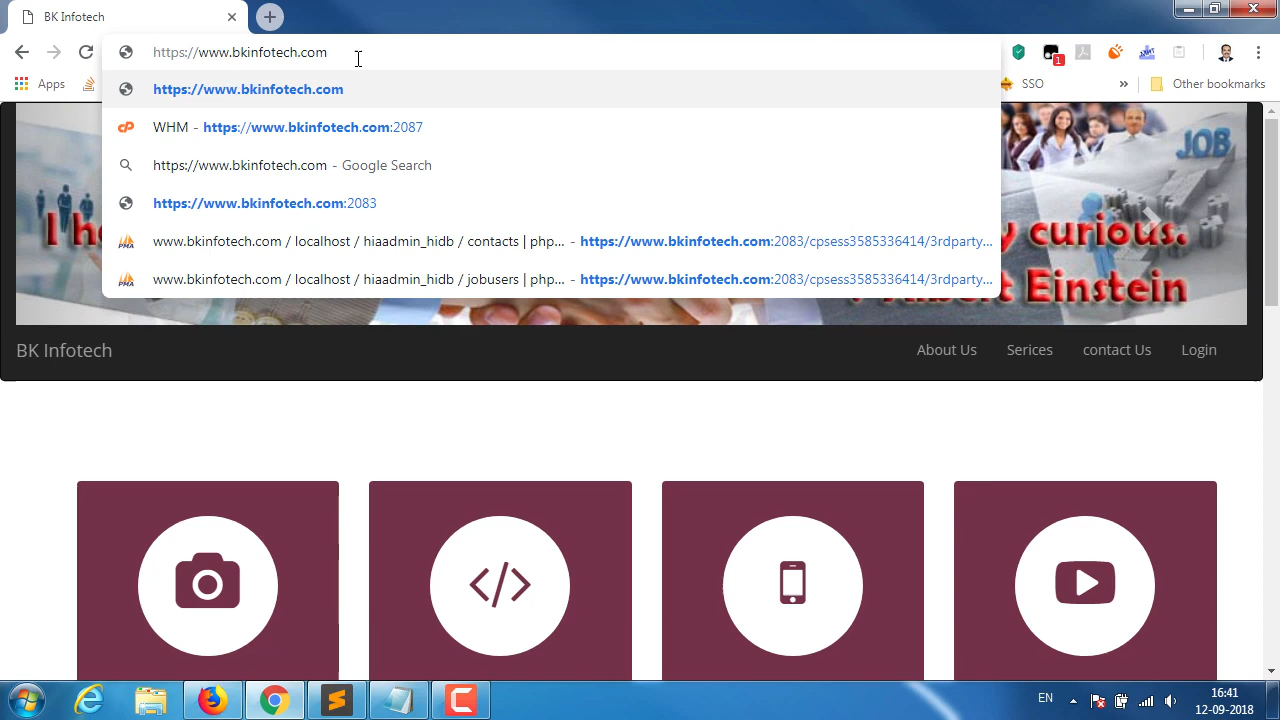 BK Infotech
https://www.bkinfotech.com
1
Apps
SSO
»
Other bookmarks
https://www.bkinfotech.com
WHM - https://www.bkinfotech.com:2087
https://www.bkinfotech.com - Google Search
https://www.bkinfotech.com:2083
www.bkinfotech.com / localhost / hiaadmin_hidb / contacts | php... - https://www.bkinfotech.com:2083/cpsess3585336414/3rdparty...
www.bkinfotech.com / localhost / hiaadmin_hidb / jobusers | php... - https://www.bkinfotech.com:2083/cpsess3585336414/3rdparty...
JOB
I h
y curious.
t Einstein
BK Infotech
About Us
Serices
contact Us
Login
EN
16:41
12-09-2018